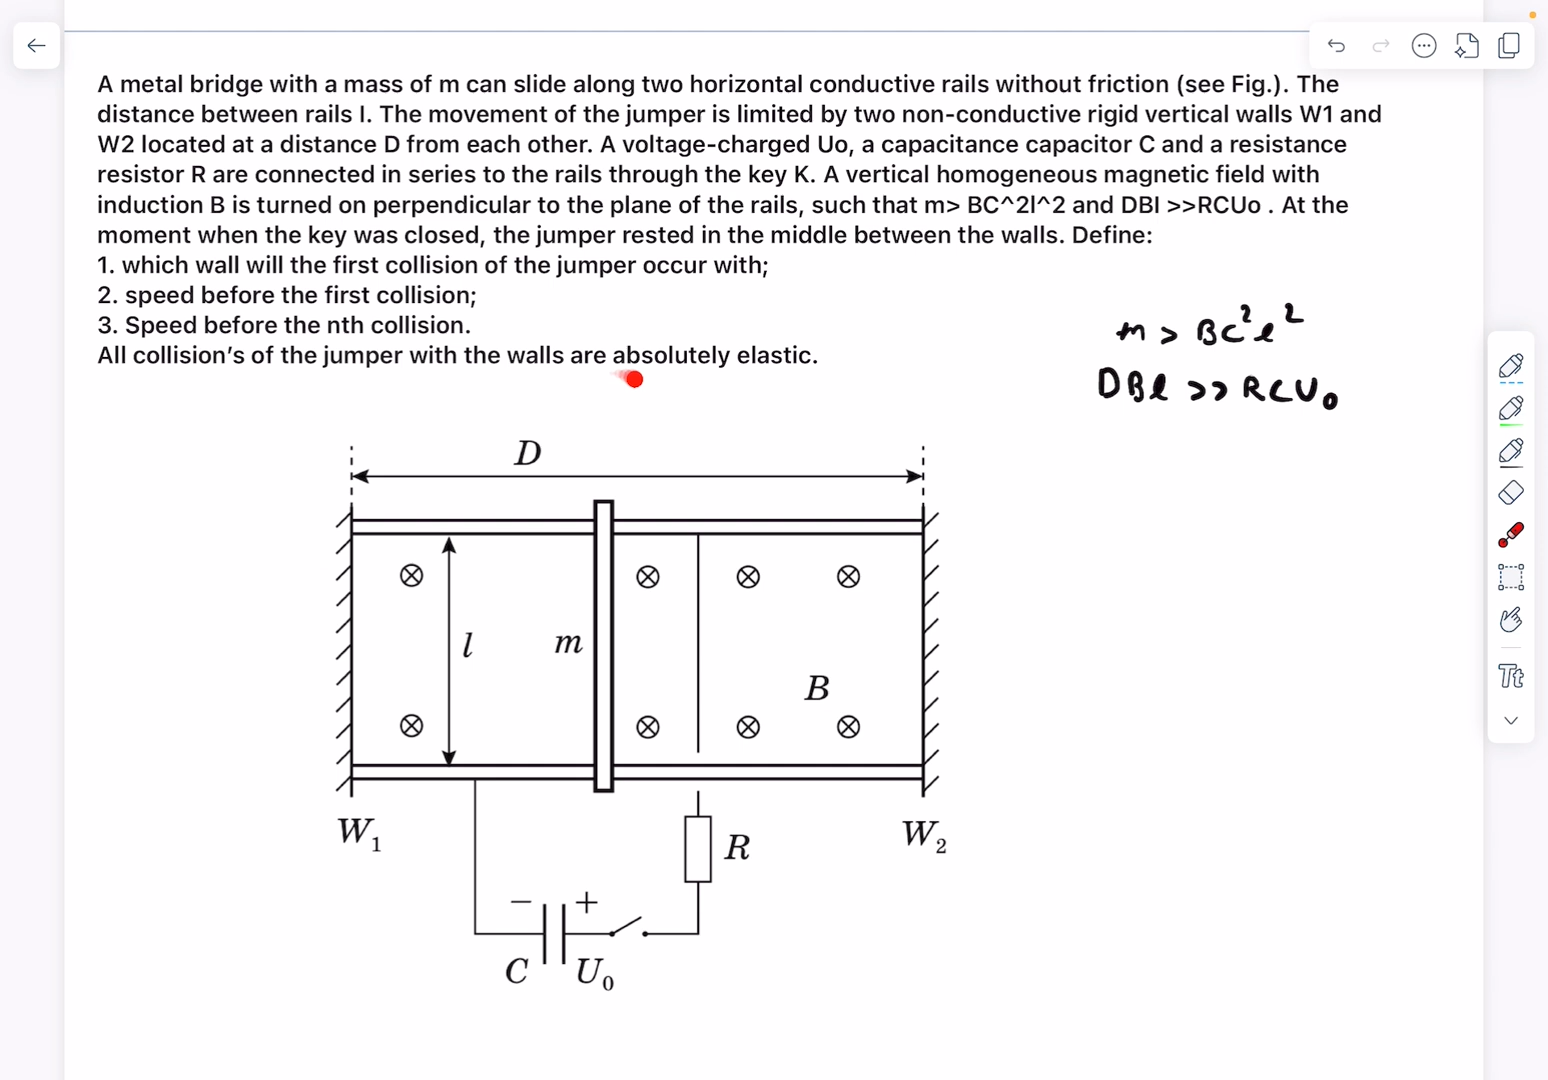 A metal bridge with a mass of m can slide along two horizontal conductive rails without friction (see Fig.). The
distance between rails l. The movement of the jumper is limited by two non-conductive rigid vertical walls W1 and
W2 located at a distance D from each other. A voltage-charged Uo, a capacitance capacitor C and a resistance
resistor R are connected in series to the rails through the key K. A vertical homogeneous magnetic field with
induction B is turned on perpendicular to the plane of the rails, such that m> BC^2l^2 and DBl >>RCUo . At the
moment when the key was closed, the jumper rested in the middle between the walls. Define:
1. which wall will the first collision of the jumper occur with;
2. speed before the first collision;
3. Speed before the nth collision.
All collision's of the jumper with the walls are absolutely elastic.
m > BC²l²
DBl >> RCU₀
D
l
m
B
W₁
R
W₂
− +
C
U₀
Tt